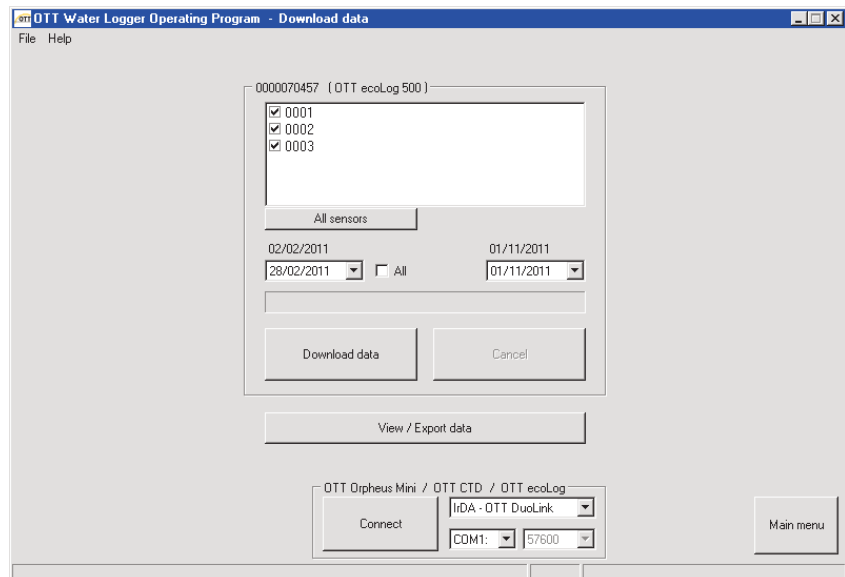 OTT OTT Water Logger Operating Program - Download data
File Help
0000070457 ( OTT ecoLog 500 )
0001
0002
0003
All sensors
02/02/2011 01/11/2011
28/02/2011 All 01/11/2011
Download data Cancel
View / Export data
OTT Orpheus Mini / OTT CTD / OTT ecoLog
IrDA - OTT DuoLink
Connect Main menu
COM1: 57600